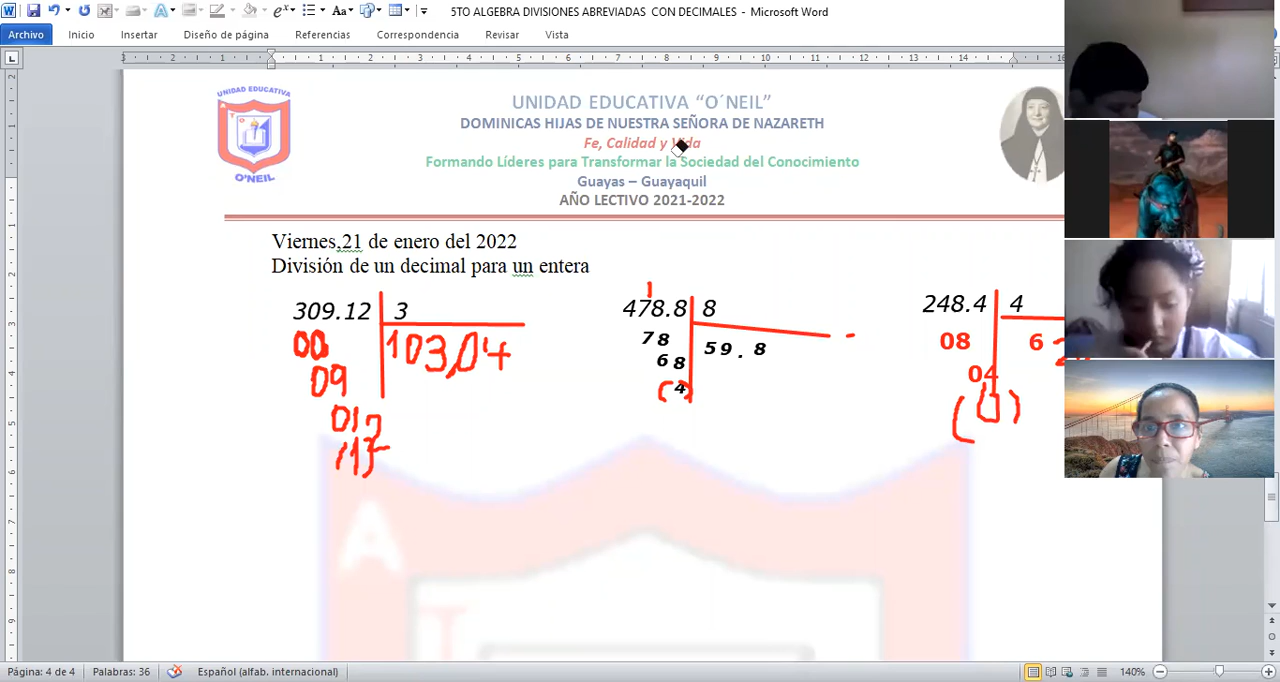 5TO ALGEBRA DIVISIONES ABREVIADAS CON DECIMALES - Microsoft Word
Archivo Inicio Insertar Diseño de página Referencias Correspondencia Revisar Vista
UNIDAD EDUCATIVA
O´NEIL
UNIDAD EDUCATIVA “O´NEIL”
DOMINICAS HIJAS DE NUESTRA SEÑORA DE NAZARETH
Fe, Calidad y Vida
Formando Líderes para Transformar la Sociedad del Conocimiento
Guayas – Guayaquil
AÑO LECTIVO 2021-2022
Viernes,21 de enero del 2022
División de un decimal para un entera
309.12 3
103,04
00
09
012
478.8 8
1
78 59.8
68
(4)
248.4 4
08 6
04
(0)
A
T
Página: 4 de 4 Palabras: 36 Español (alfab. internacional) 140%